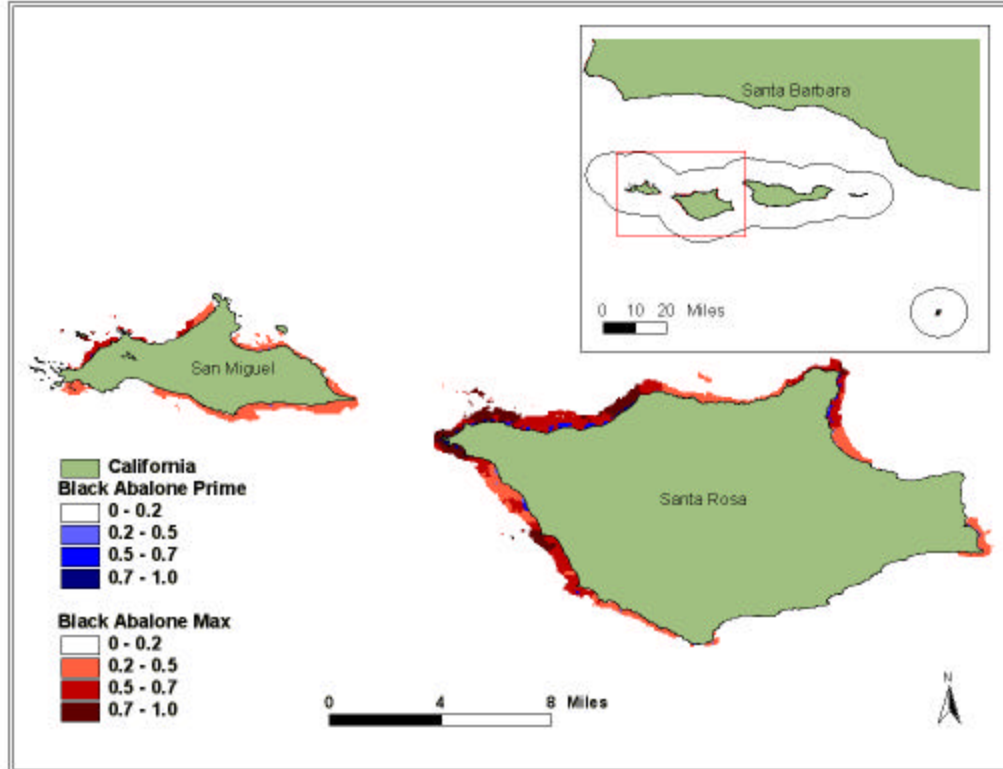 Santa Barbara
0 10 20 Miles
San Miguel
Santa Rosa
California
Black Abalone Prime
0 - 0.2
0.2 - 0.5
0.5 - 0.7
0.7 - 1.0
Black Abalone Max
0 - 0.2
0.2 - 0.5
0.5 - 0.7
0.7 - 1.0
0 4 8 Miles
N